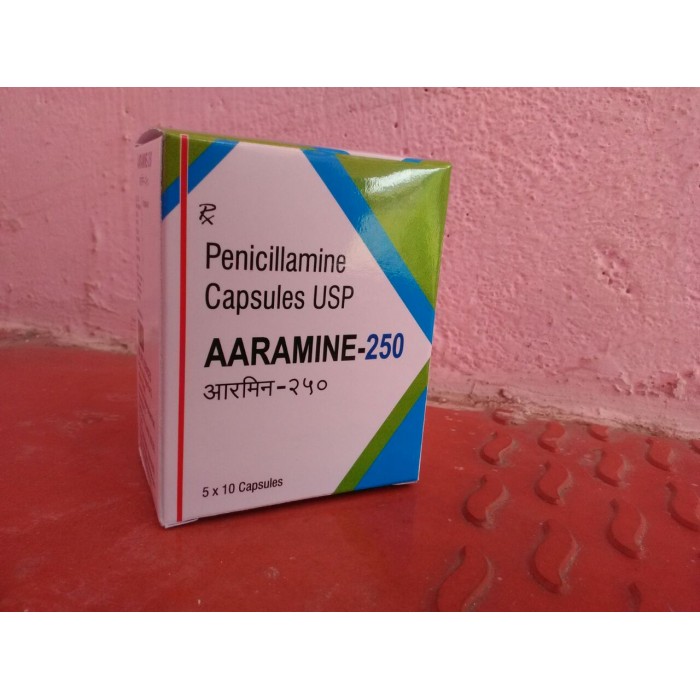 ℞
Penicillamine
Capsules USP
AARAMINE-250
आरमिन-२५०
5 x 10 Capsules